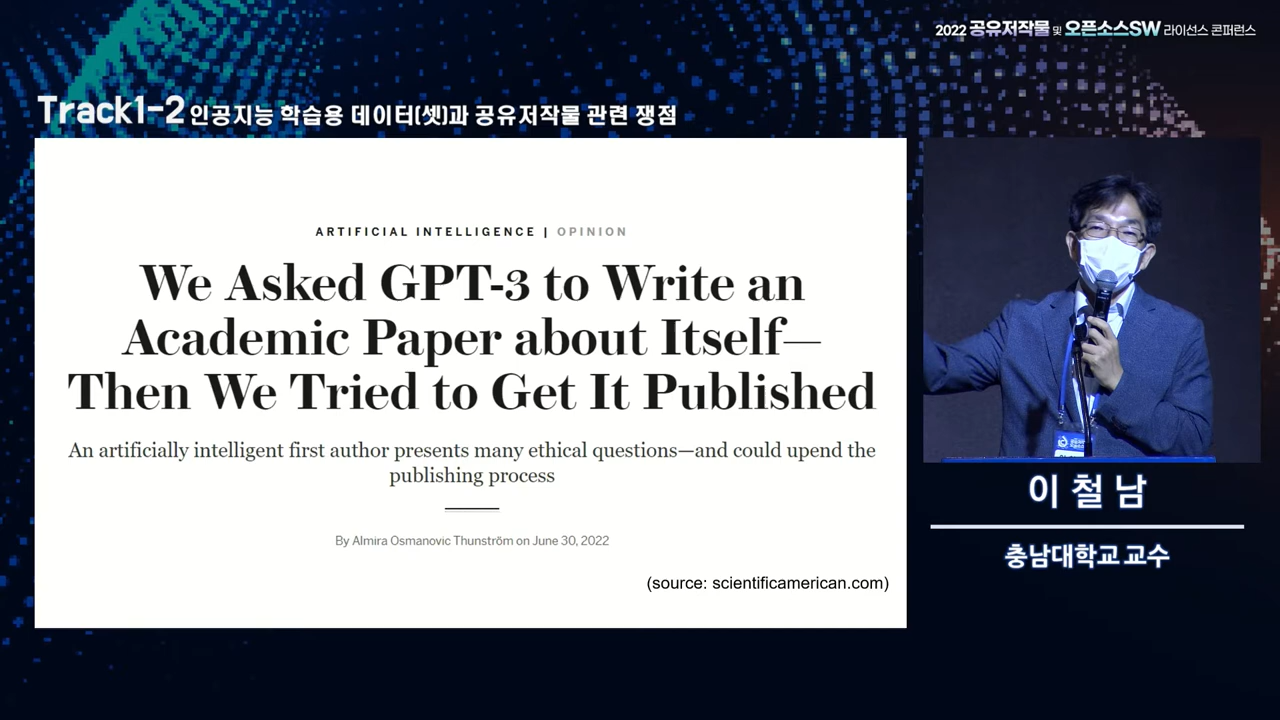 2022 공유저작물 및 오픈소스SW 라이선스 콘퍼런스
Track1-2 인공지능 학습용 데이터(셋)과 공유저작물 관련 쟁점
ARTIFICIAL INTELLIGENCE | OPINION
We Asked GPT-3 to Write an
Academic Paper about Itself—
Then We Tried to Get It Published
An artificially intelligent first author presents many ethical questions—and could upend the
publishing process
By Almira Osmanovic Thunström on June 30, 2022
(source: scientificamerican.com)
이철남
충남대학교 교수